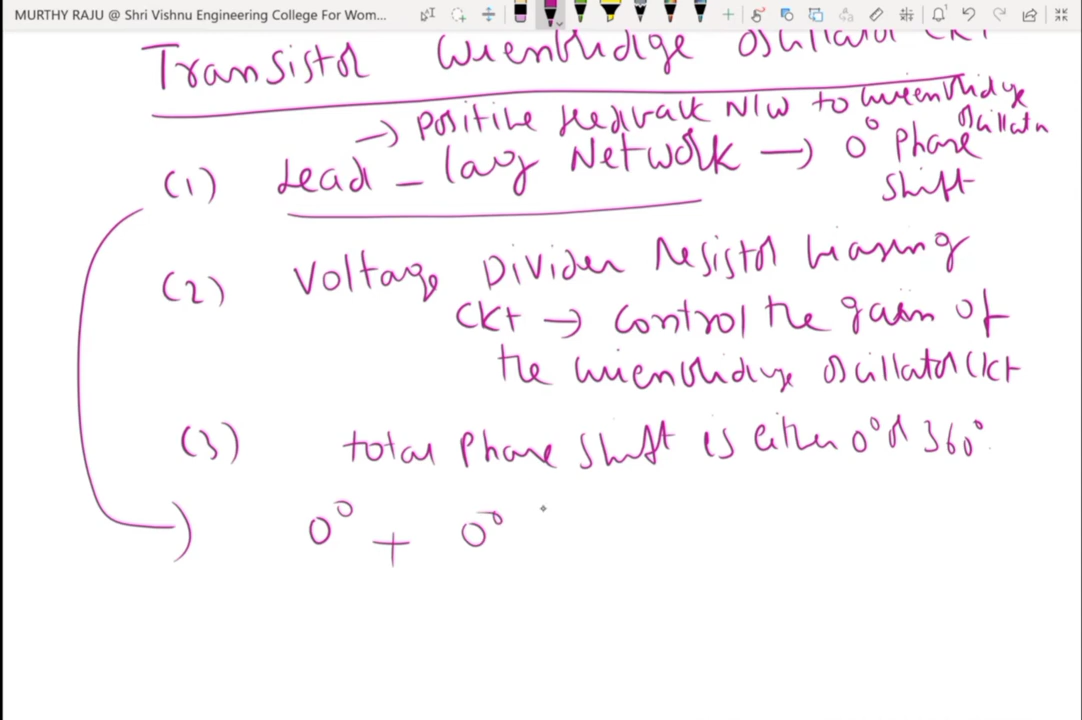 MURTHY RAJU @ Shri Vishnu Engineering College For Wom...
Transistor Wienbridge Oscillator CKT
→ Positive feedback N/W to wienbridge oscillator
(1) Lead - lag Network → 0° Phase shift
(2) Voltage Divider Resistor biasing
CKT → Control the gain of
the wienbridge oscillator CKT
(3) total Phase shift is either 0° or 360°.
0° + 0°